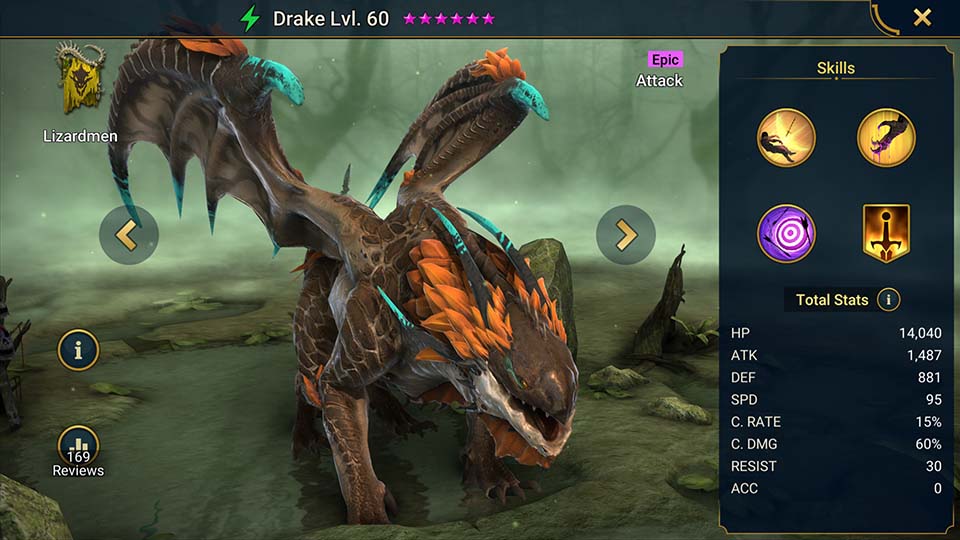 Drake Lvl. 60
Lizardmen
Epic
Attack
169
Reviews
Skills
Total Stats i
HP 14,040
ATK 1,487
DEF 881
SPD 95
C. RATE 15%
C. DMG 60%
RESIST 30
ACC 0